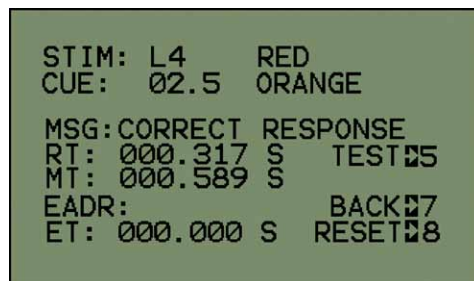 STIM: L4 RED
CUE: 02.5 ORANGE
MSG:CORRECT RESPONSE
RT: 000.317 S TEST:5
MT: 000.589 S
EADR: BACK:7
ET: 000.000 S RESET:8